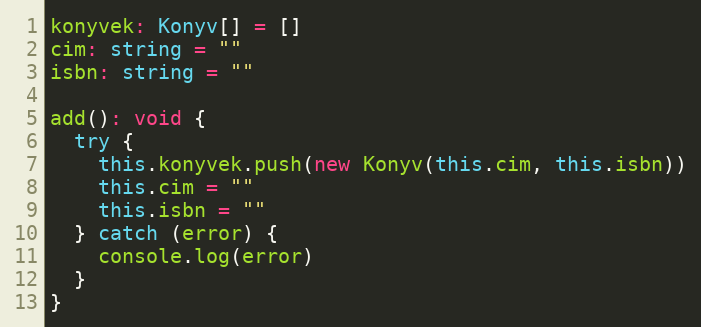 1 konyvek: Konyv[] = []
2 cim: string = ""
3 isbn: string = ""
4
5 add(): void {
6   try {
7     this.konyvek.push(new Konyv(this.cim, this.isbn))
8     this.cim = ""
9     this.isbn = ""
10   } catch (error) {
11     console.log(error)
12   }
13 }